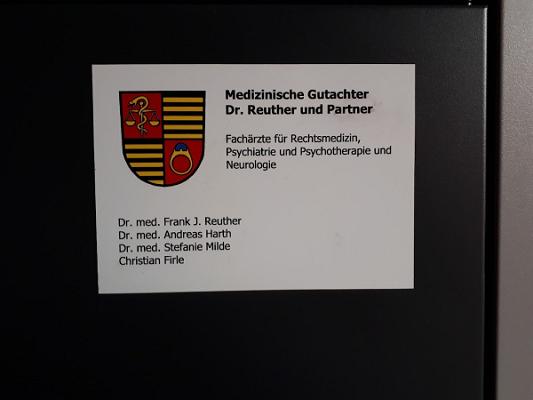 Medizinische Gutachter
Dr. Reuther und Partner
Fachärzte für Rechtsmedizin,
Psychiatrie und Psychotherapie und
Neurologie
Dr. med. Frank J. Reuther
Dr. med. Andreas Harth
Dr. med. Stefanie Milde
Christian Firle